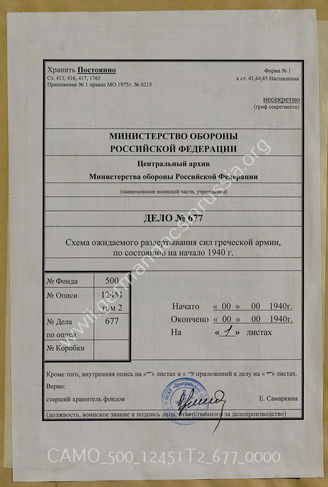 Хранить Постоянно
Ст. 413, 416, 417, 1765
Приложение № 1 приказ МО 1975г. № 0215
Форма № 1
к ст. 41,44,45 Наставления
несекретно
(гриф секретности)
МИНИСТЕРСТВО ОБОРОНЫ
РОССИЙСКОЙ ФЕДЕРАЦИИ
Центральный архив
Министерства обороны Российской Федерации
(наименование воинской части, учреждения)
ДЕЛО № 677
Схема ожидаемого развертывания сил греческой армии,
по состоянию на начало 1940 г.
№ Фонда 500
№ Описи 12451
том 2
№ Дела 677
по описи
№ Коробки
Начато « 00 » 00 1940г.
Окончено « 00 » 00 1940г.
На « 1 » листах
Кроме того, внутренняя опись на «–» листах и «–» приложений к делу на «–» листах.
Верно:
старший хранитель фондов Е. Самаркина
(должность, воинское звание и подпись лица, ответственного за делопроизводство)
www.germandocsinrussia.org
CAMO_500_12451T2_677_0000